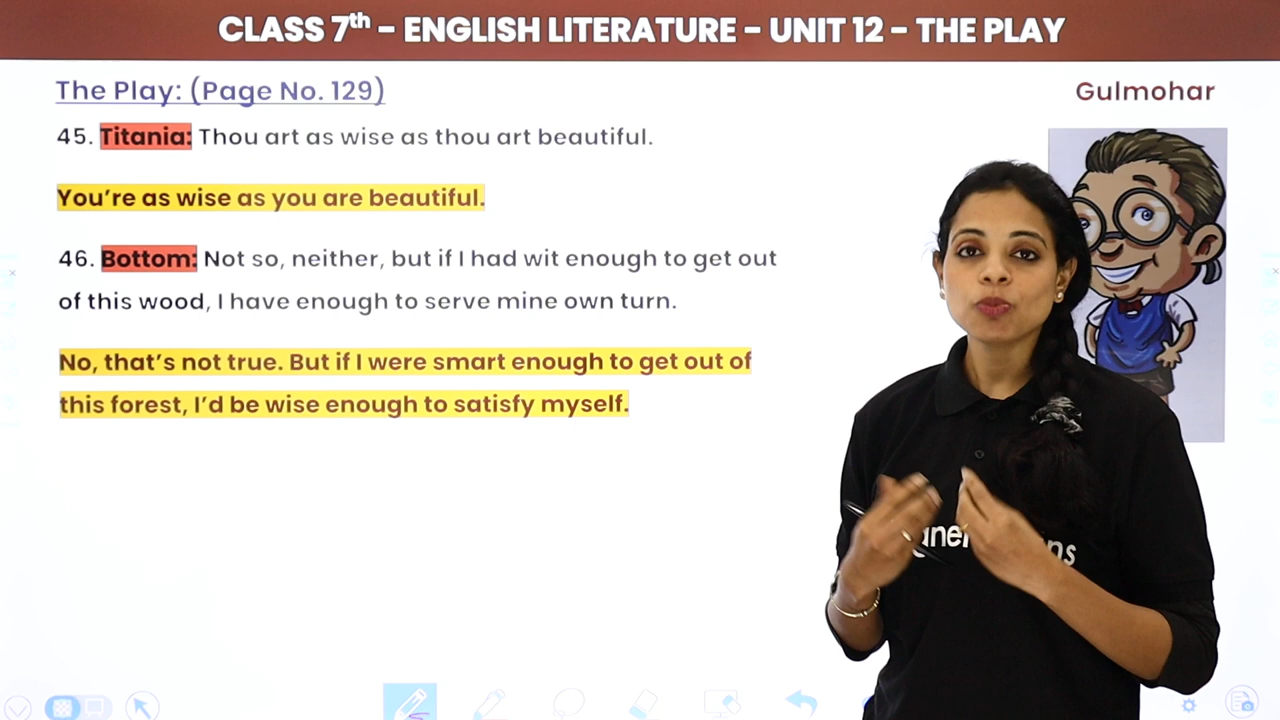 CLASS 7th - ENGLISH LITERATURE - UNIT 12 - THE PLAY
The Play: (Page No. 129)
Gulmohar
45. Titania: Thou art as wise as thou art beautiful.
You're as wise as you are beautiful.
46. Bottom: Not so, neither, but if I had wit enough to get out
of this wood, I have enough to serve mine own turn.
No, that's not true. But if I were smart enough to get out of
this forest, I'd be wise enough to satisfy myself.